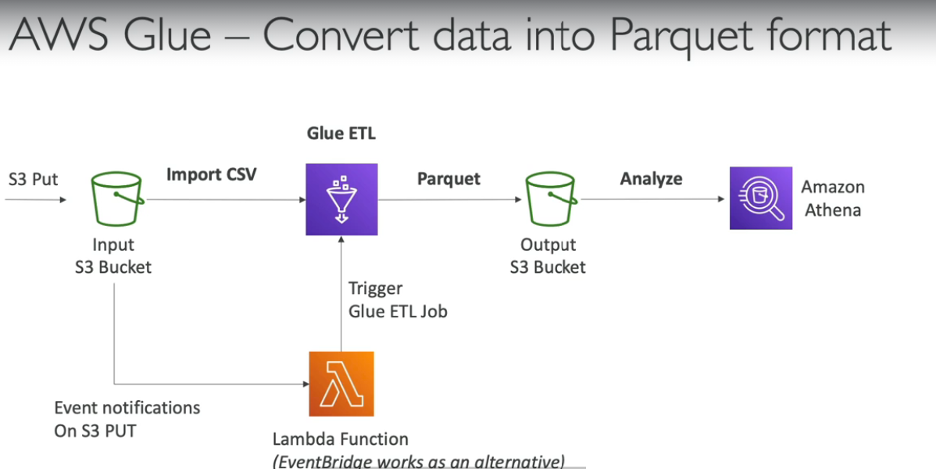 AWS Glue – Convert data into Parquet format
Glue ETL
S3 Put
Import CSV
Parquet
Analyze
Amazon
Athena
Input
S3 Bucket
Output
S3 Bucket
Trigger
Glue ETL Job
Event notifications
On S3 PUT
Lambda Function
(EventBridge works as an alternative)